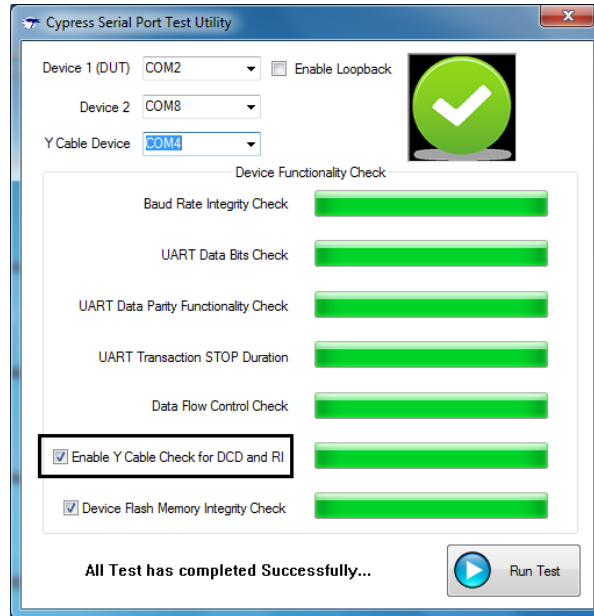 Cypress Serial Port Test Utility
x
Device 1 (DUT) COM2 Enable Loopback
Device 2 COM8
Y Cable Device COM4
Device Functionality Check
Baud Rate Integrity Check
UART Data Bits Check
UART Data Parity Functionality Check
UART Transaction STOP Duration
Data Flow Control Check
Enable Y Cable Check for DCD and RI
Device Flash Memory Integrity Check
All Test has completed Successfully... Run Test